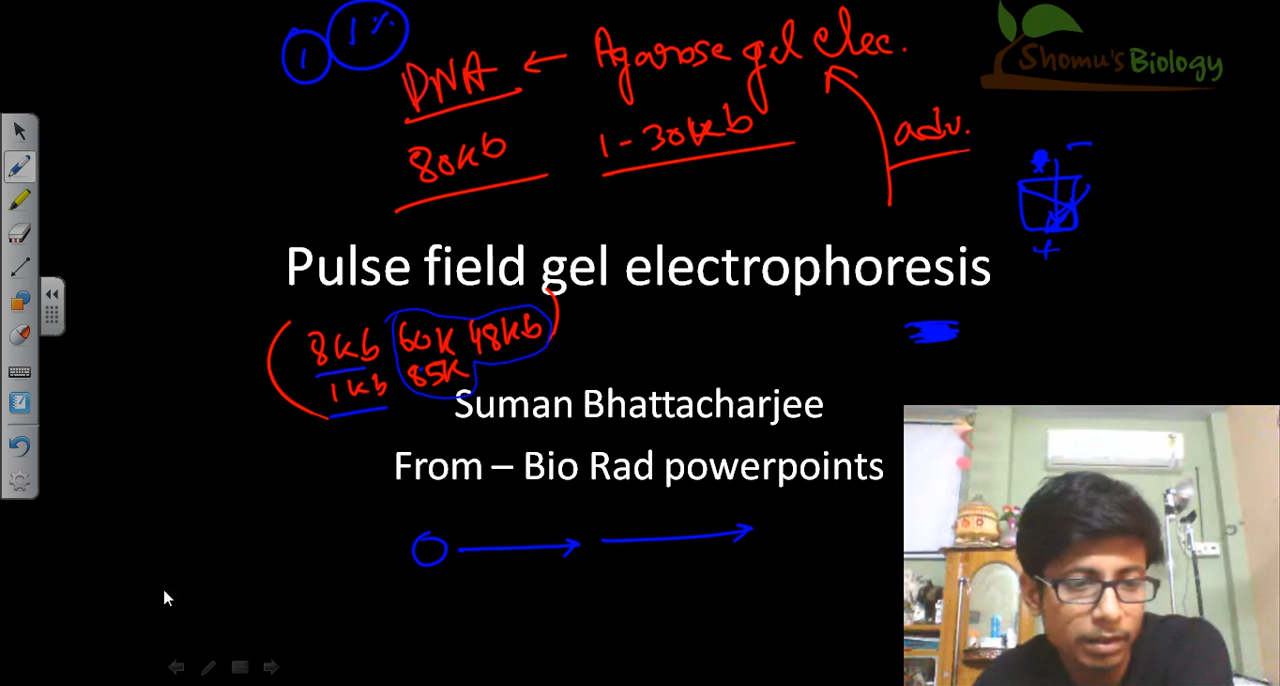 1 1%
DNA ← Agarose gel elec.
Shomu's Biology
80kb 1-30kb adv.
−
+
Pulse field gel electrophoresis
(8kb 60K 48kb)
1kb 85K
Suman Bhattacharjee
From – Bio Rad powerpoints